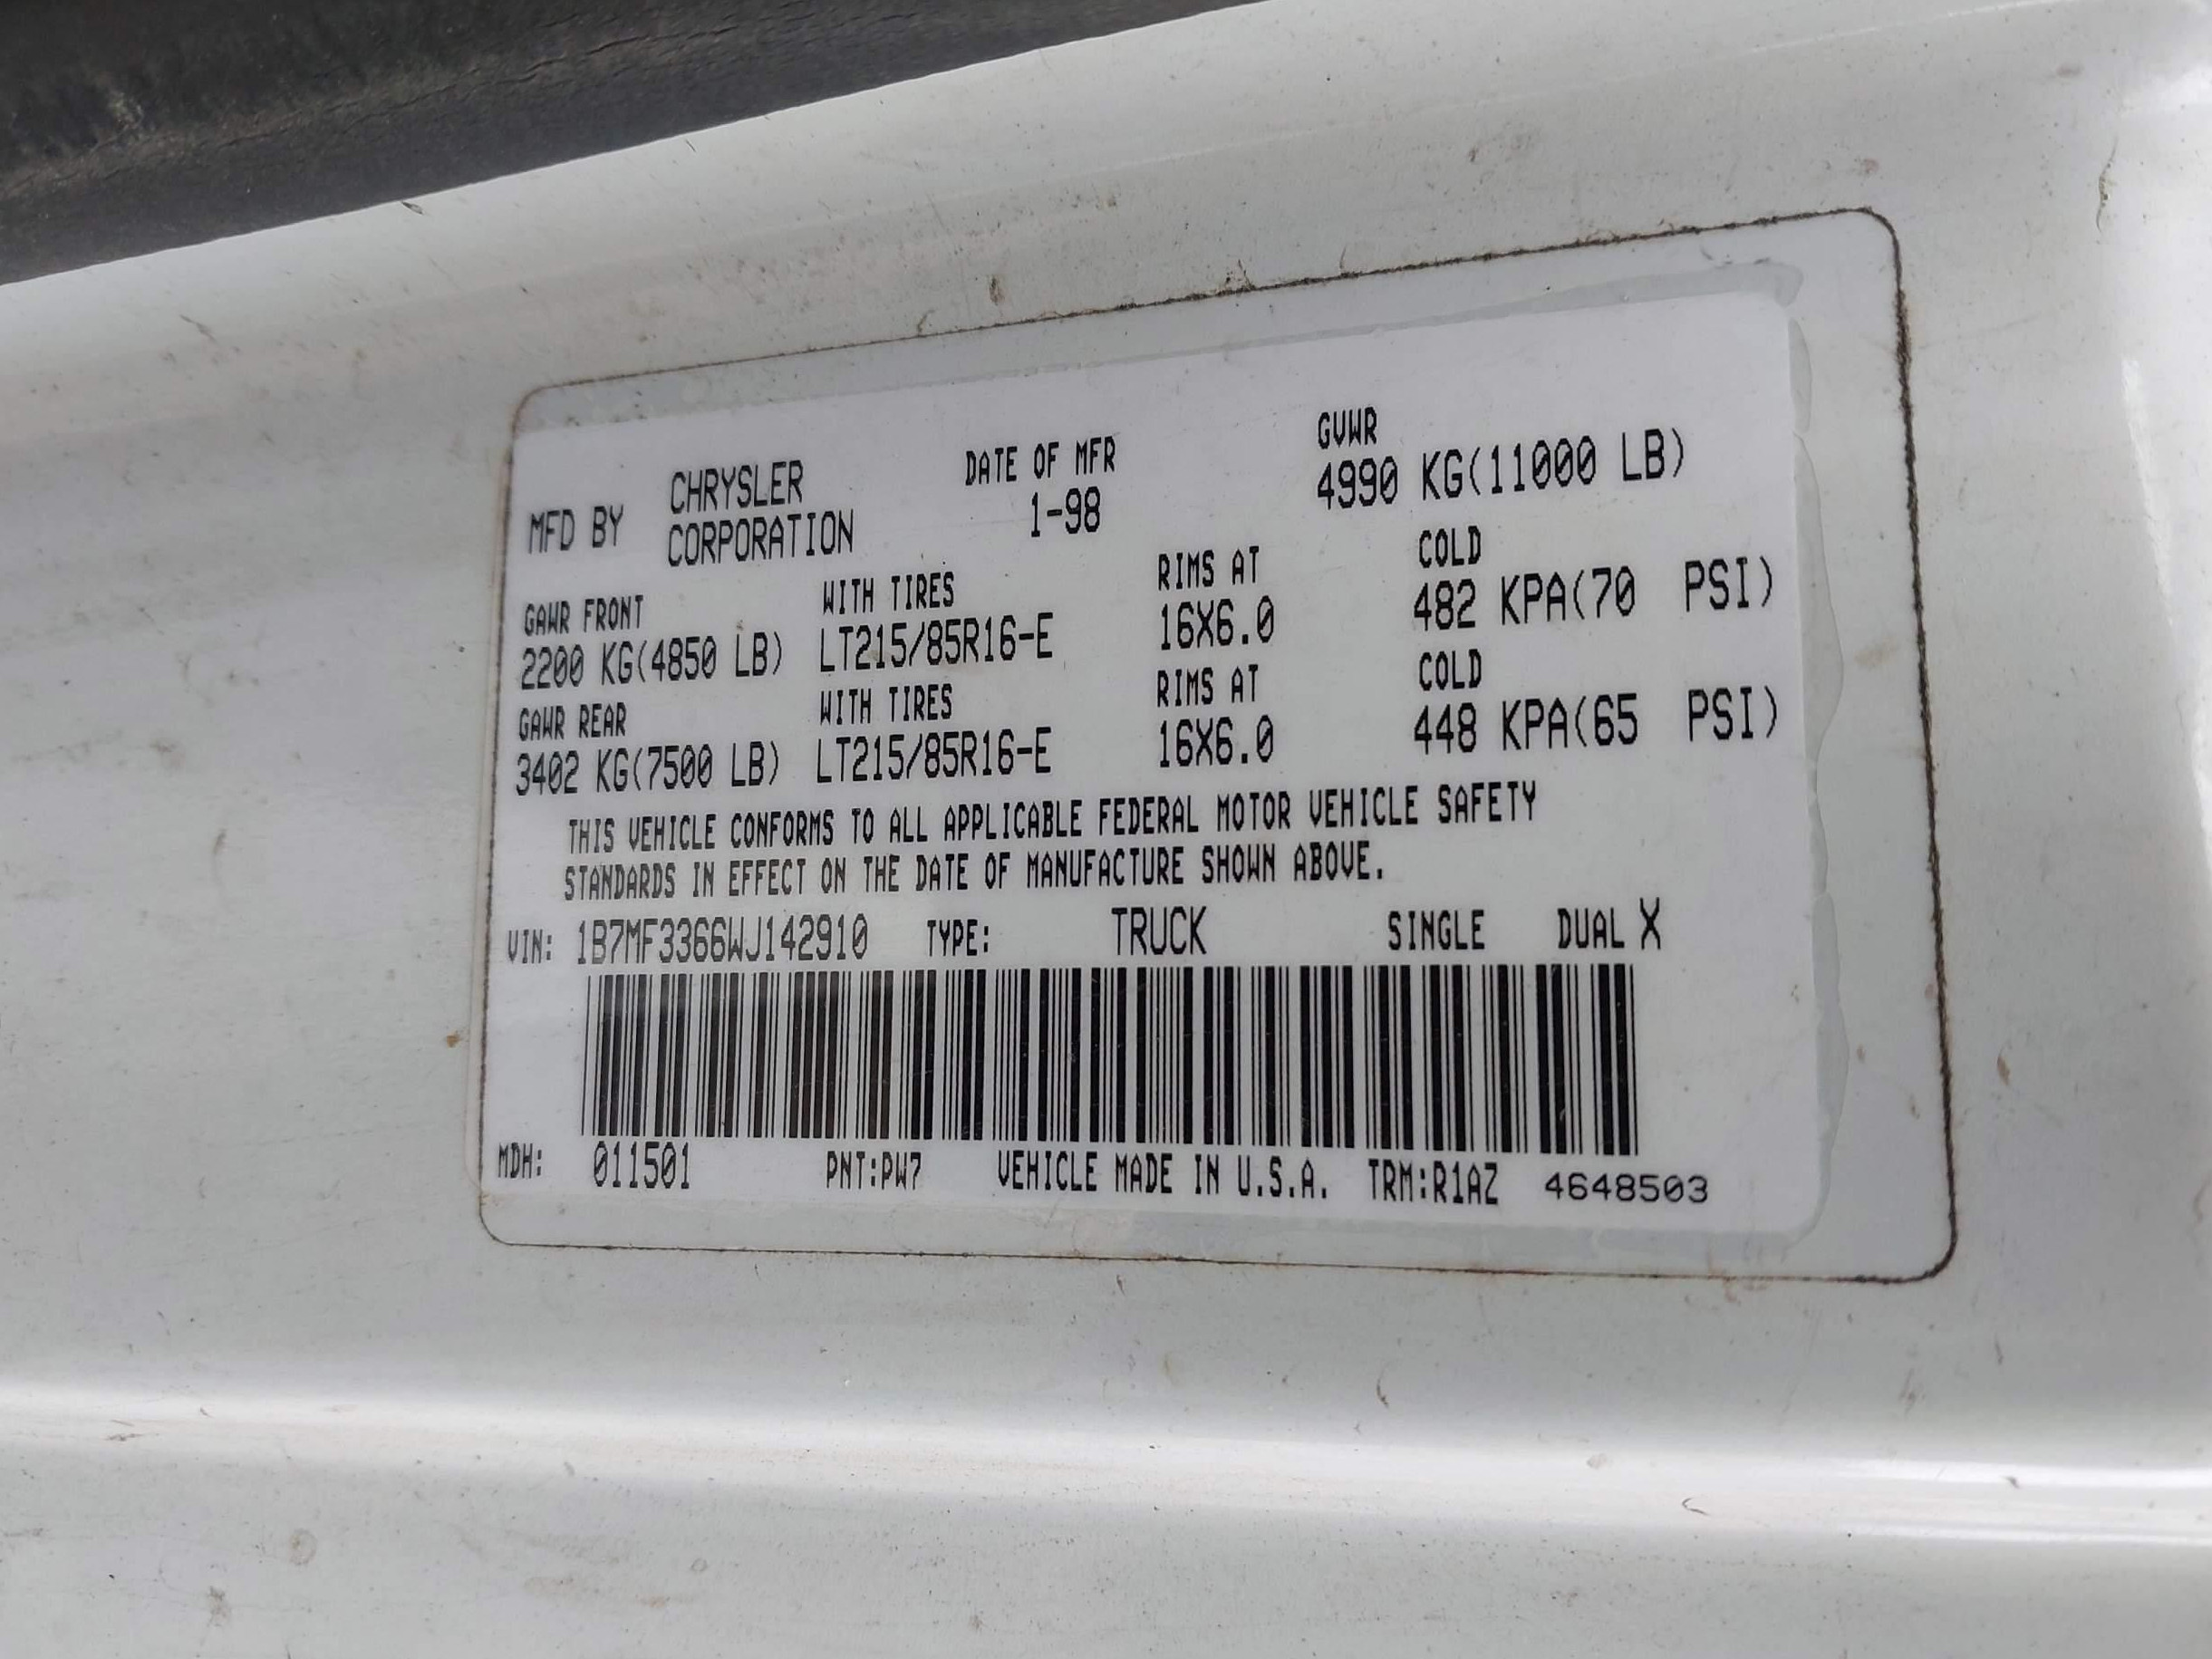 MFD BY CHRYSLER CORPORATION DATE OF MFR 1-98 GVWR 4990 KG(11000 LB)
GAWR FRONT WITH TIRES RIMS AT COLD
2200 KG(4850 LB) LT215/85R16-E 16X6.0 482 KPA(70 PSI)
GAWR REAR WITH TIRES RIMS AT COLD
3402 KG(7500 LB) LT215/85R16-E 16X6.0 448 KPA(65 PSI)
THIS VEHICLE CONFORMS TO ALL APPLICABLE FEDERAL MOTOR VEHICLE SAFETY
STANDARDS IN EFFECT ON THE DATE OF MANUFACTURE SHOWN ABOVE.
VIN: 1B7MF3366WJ142910 TYPE: TRUCK SINGLE DUAL X
MDH: 011501 PNT:PW7 VEHICLE MADE IN U.S.A. TRM:R1AZ 4648503